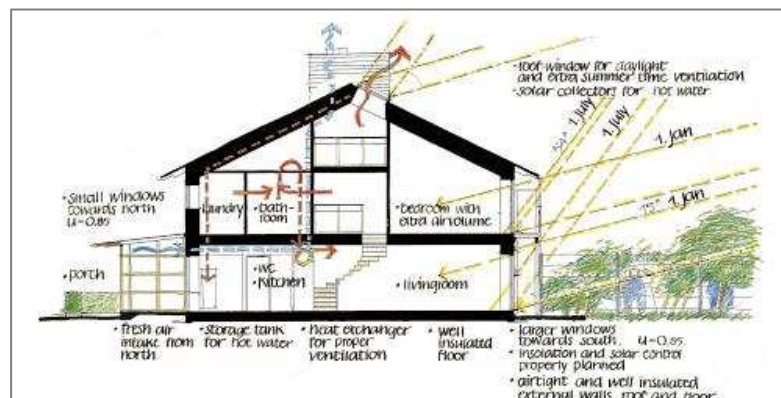 • roof window for daylight
and extra summer time ventilation
• solar collectors for hot water
1. july
1. july
1. jan
1. jan
• small windows
towards north
u=0.85
laundry
• bath-
room
• bedroom with
extra airvolume
• porch
• wc
• kitchen
• livingroom
• fresh air
intake from
north
• storage tank
for hot water
• heat exchanger
for proper
ventilation
• well
insulated
floor
• larger windows
towards south. u=0.85
• insolation and solar control
properly planned
• airtight and well insulated
external walls, roof and floor